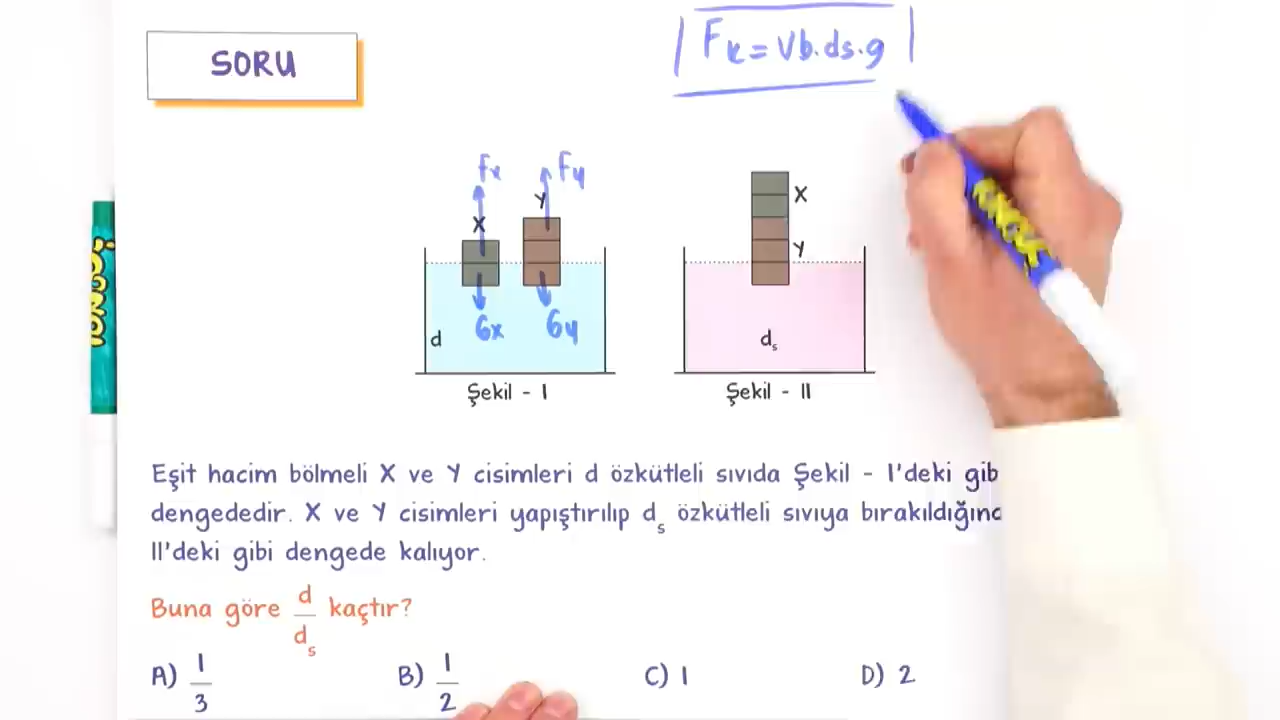 SORU
Fk = Vb.ds.g
Fx
Fy
X
Y
Gx
Gy
d
Şekil - I
X
Y
ds
Şekil - II
Eşit hacim bölmeli X ve Y cisimleri d özkütleli sıvıda Şekil - I'deki gib
dengededir. X ve Y cisimleri yapıştırılıp ds özkütleli sıvıya bırakıldığınd
II'deki gibi dengede kalıyor.
Buna göre d/ds kaçtır?
A) 1/3
B) 1/2
C) 1
D) 2